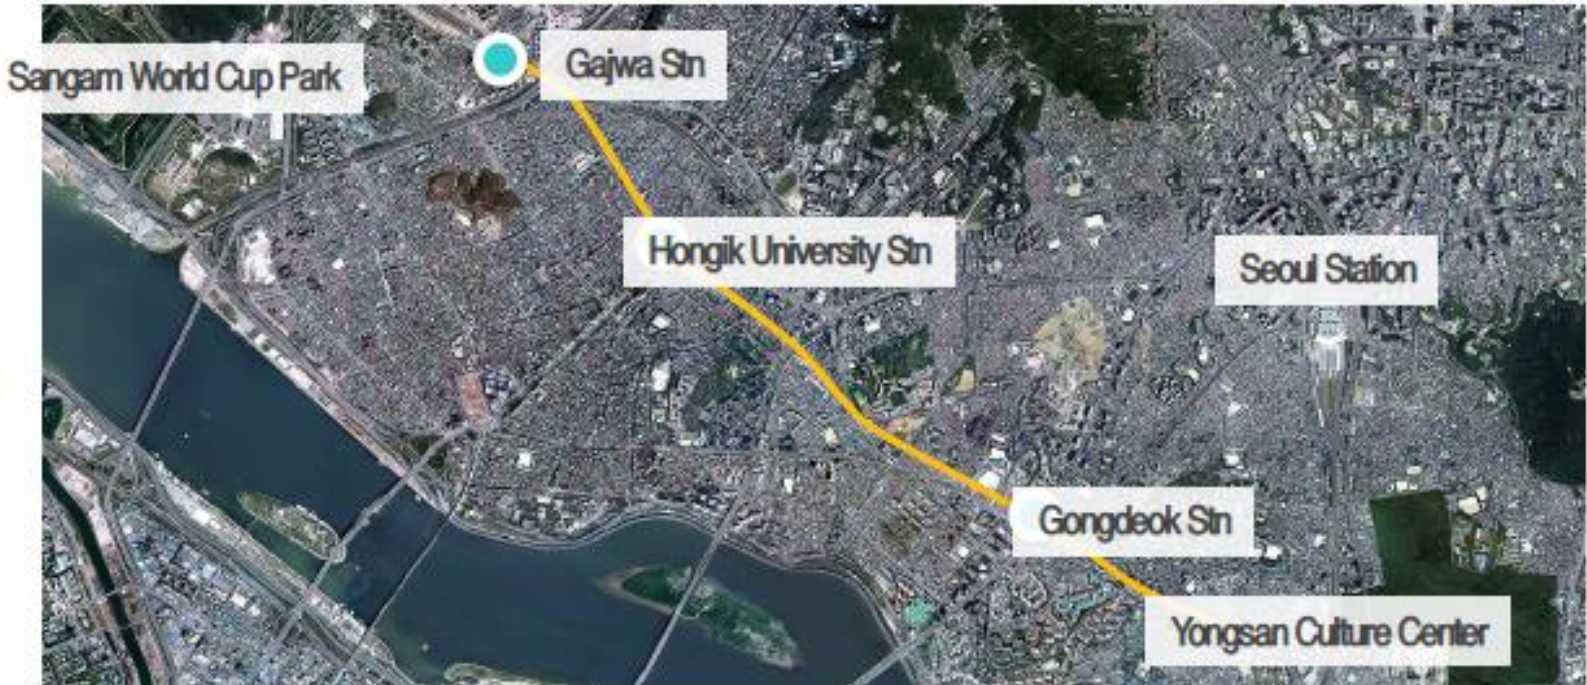 Sangam World Cup Park
Gajwa Stn
Hongik University Stn
Seoul Station
Gongdeok Stn
Yongsan Culture Center